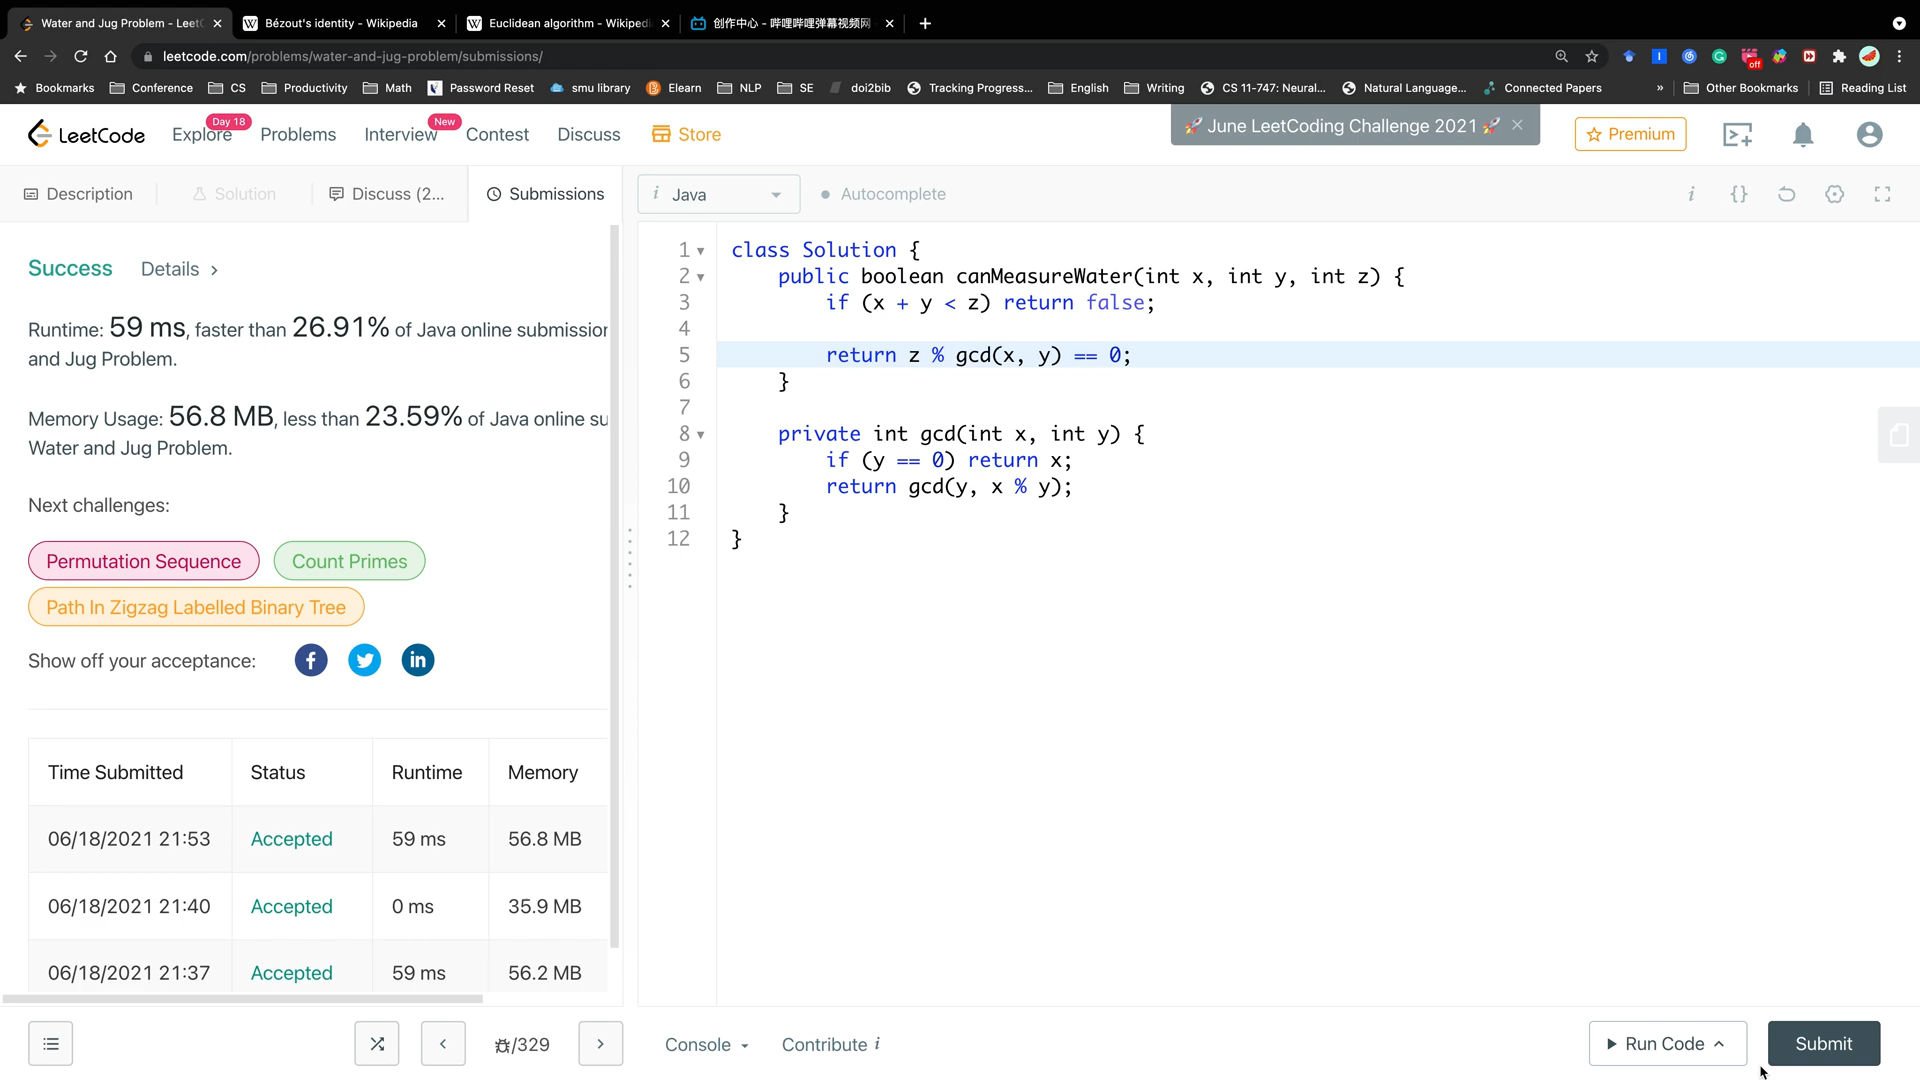 Water and Jug Problem - LeetC
Bézout's identity - Wikipedia
Euclidean algorithm - Wikipedi
创作中心 - 哔哩哔哩弹幕视频网
leetcode.com/problems/water-and-jug-problem/submissions/
off
Bookmarks
Conference
CS
Productivity
Math
Password Reset
smu library
Elearn
NLP
SE
doi2bib
Tracking Progress...
English
Writing
CS 11-747: Neural...
Natural Language...
Connected Papers
»
Other Bookmarks
Reading List
LeetCode
Explore
Day 18
Problems
Interview
New
Contest
Discuss
Store
🚀 June LeetCoding Challenge 2021 🚀
Premium
Description
Solution
Discuss (2...
Submissions
i Java
Autocomplete
i
{}
Success
Details
Runtime: 59 ms, faster than 26.91% of Java online submission
and Jug Problem.
Memory Usage: 56.8 MB, less than 23.59% of Java online su
Water and Jug Problem.
Next challenges:
Permutation Sequence
Count Primes
Path In Zigzag Labelled Binary Tree
Show off your acceptance:
Time Submitted Status Runtime Memory
06/18/2021 21:53 Accepted 59 ms 56.8 MB
06/18/2021 21:40 Accepted 0 ms 35.9 MB
06/18/2021 21:37 Accepted 59 ms 56.2 MB
1 class Solution {
2 public boolean canMeasureWater(int x, int y, int z) {
3 if (x + y < z) return false;
4
5 return z % gcd(x, y) == 0;
6 }
7
8 private int gcd(int x, int y) {
9 if (y == 0) return x;
10 return gcd(y, x % y);
11 }
12 }
/329
Console
Contribute i
Run Code
Submit